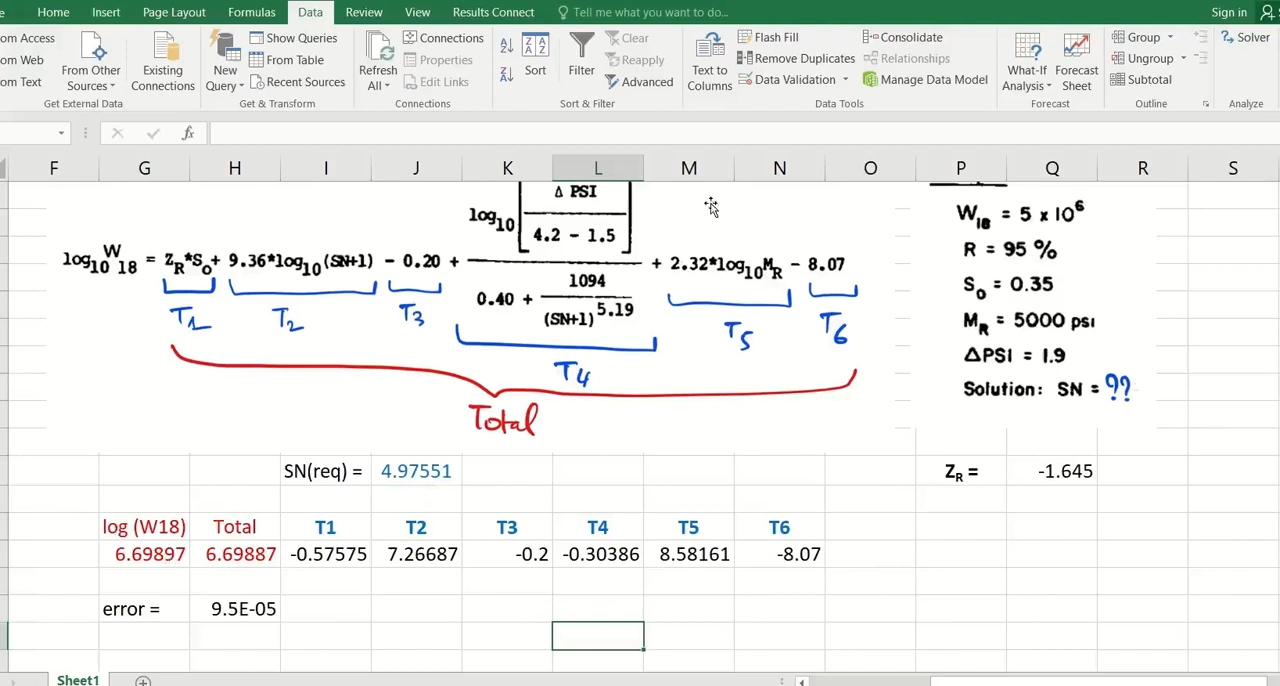 Home Insert Page Layout Formulas Data Review View Results Connect Tell me what you want to do... Sign in
om Access
om Web
om Text
From Other Sources
Existing Connections
New Query
Show Queries
From Table
Recent Sources
Refresh All
Connections
Properties
Edit Links
Sort
Filter
Clear
Reapply
Advanced
Text to Columns
Flash Fill
Remove Duplicates
Data Validation
Consolidate
Relationships
Manage Data Model
What-If Analysis
Forecast Sheet
Group
Ungroup
Subtotal
Solver
Get External Data Get & Transform Connections Sort & Filter Data Tools Forecast Outline Analyze
fx
F G H I J K L M N O P Q R S
log10 W18 = ZR*So + 9.36*log10(SN+1) - 0.20 + log10[Δ PSI / 4.2 - 1.5] / 0.40 + 1094 / (SN+1)5.19 + 2.32*log10MR - 8.07
T1 T2 T3 T4 T5 T6
Total
W18 = 5 x 10^6
R = 95 %
So = 0.35
MR = 5000 psi
ΔPSI = 1.9
Solution: SN = ??
SN(req) = 4.97551 ZR = -1.645
log (W18) Total T1 T2 T3 T4 T5 T6
6.69897 6.69887 -0.57575 7.26687 -0.2 -0.30386 8.58161 -8.07
error = 9.5E-05
Sheet1